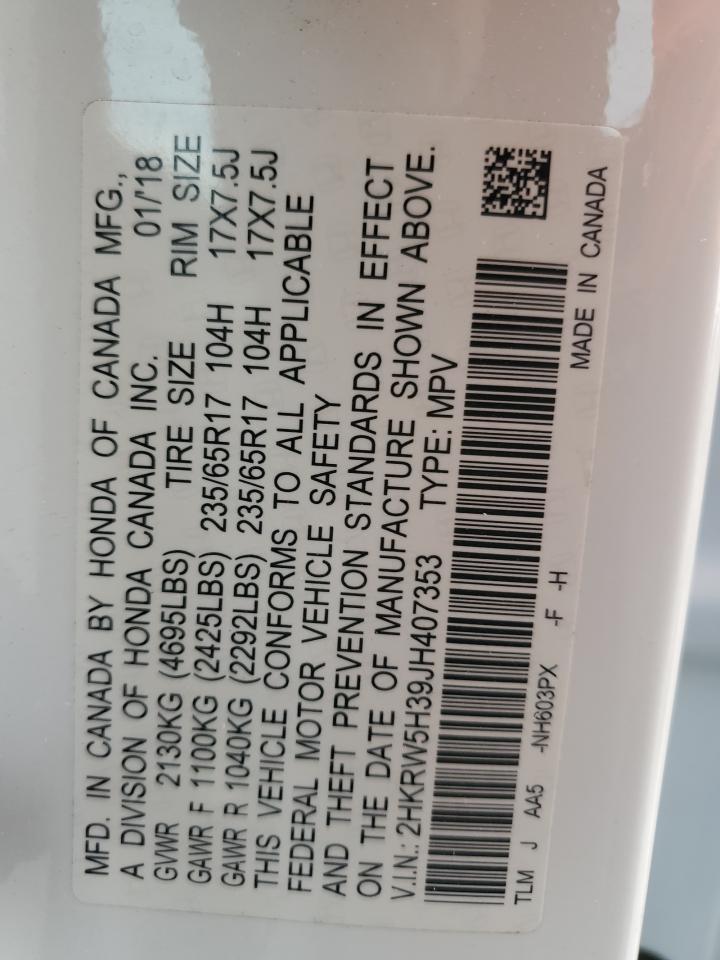 MFD. IN CANADA BY HONDA OF CANADA MFG.,
A DIVISION OF HONDA CANADA INC. 01/'18
GVWR 2130KG (4695LBS) TIRE SIZE RIM SIZE
GAWR F 1100KG (2425LBS) 235/65R17 104H 17X7.5J
GAWR R 1040KG (2292LBS) 235/65R17 104H 17X7.5J
THIS VEHICLE CONFORMS TO ALL APPLICABLE
FEDERAL MOTOR VEHICLE SAFETY
AND THEFT PREVENTION STANDARDS IN EFFECT
ON THE DATE OF MANUFACTURE SHOWN ABOVE.
V.I.N.: 2HKRW5H39JH407353 TYPE: MPV
TLM J AA5 -NH603PX -F -H MADE IN CANADA